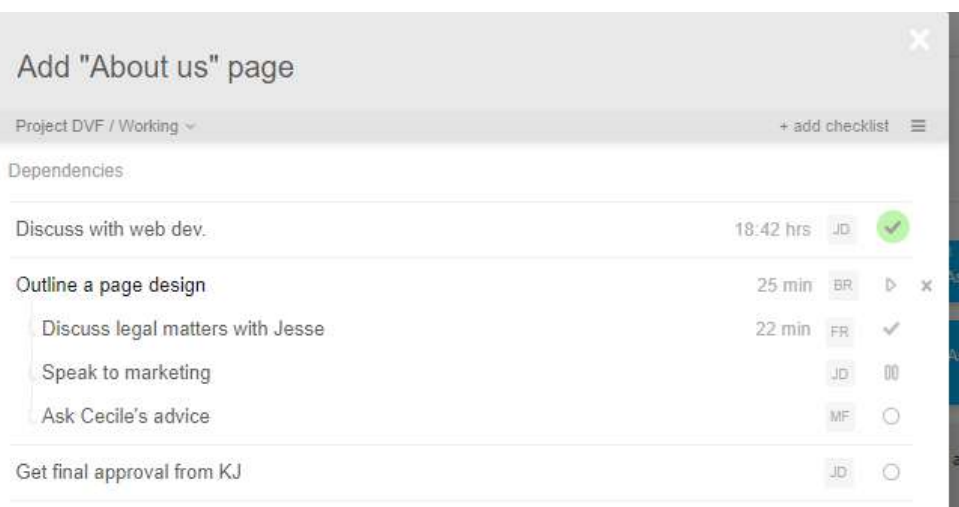 Add "About us" page
Project DVF / Working
+ add checklist
Dependencies
Discuss with web dev. 18:42 hrs JD
Outline a page design 25 min BR
Discuss legal matters with Jesse 22 min FR
Speak to marketing JD
Ask Cecile's advice MF
Get final approval from KJ JD